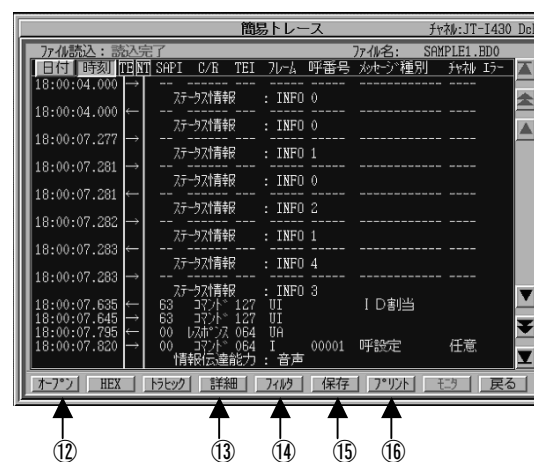 簡易トレース ﾁｬﾈﾙ:JT-I430 Dch
ﾌｧｲﾙ読込:読込完了 ﾌｧｲﾙ名: SAMPLE1.BDO
日付 時刻 TE NT SAPI C/R TEI ﾌﾚｰﾑ 呼番号 ﾒｯｾｰｼﾞ種別 ﾁｬﾈﾙ ｴﾗｰ
18:00:04.000 → -- ---- --- ---- ------ ------------ ---- ----
ｽﾃｰﾀｽ情報 : INFO 0
18:00:04.000 ← -- ---- --- ---- ------ ------------ ---- ----
ｽﾃｰﾀｽ情報 : INFO 0
18:00:07.277 → -- ---- --- ---- ------ ------------ ---- ----
ｽﾃｰﾀｽ情報 : INFO 1
18:00:07.281 → -- ---- --- ---- ------ ------------ ---- ----
ｽﾃｰﾀｽ情報 : INFO 0
18:00:07.281 ← -- ---- --- ---- ------ ------------ ---- ----
ｽﾃｰﾀｽ情報 : INFO 2
18:00:07.282 → -- ---- --- ---- ------ ------------ ---- ----
ｽﾃｰﾀｽ情報 : INFO 1
18:00:07.283 ← -- ---- --- ---- ------ ------------ ---- ----
ｽﾃｰﾀｽ情報 : INFO 4
18:00:07.283 → -- ---- --- ---- ------ ------------ ---- ----
ｽﾃｰﾀｽ情報 : INFO 3
18:00:07.635 ← 63 ｺﾏﾝﾄﾞ 127 UI ＩＤ割当
18:00:07.645 → 63 ｺﾏﾝﾄﾞ 127 UI
18:00:07.795 ← 00 ﾚｽﾎﾟﾝｽ 064 UA
18:00:07.820 → 00 ｺﾏﾝﾄﾞ 064 I 00001 呼設定 任意
情報伝達能力 : 音声
ｵｰﾌﾟﾝ HEX ﾄﾗﾋｯｸ 詳細 ﾌｨﾙﾀ 保存 ﾌﾟﾘﾝﾄ ﾓﾆﾀ 戻る
⑫ ⑬ ⑭ ⑮ ⑯